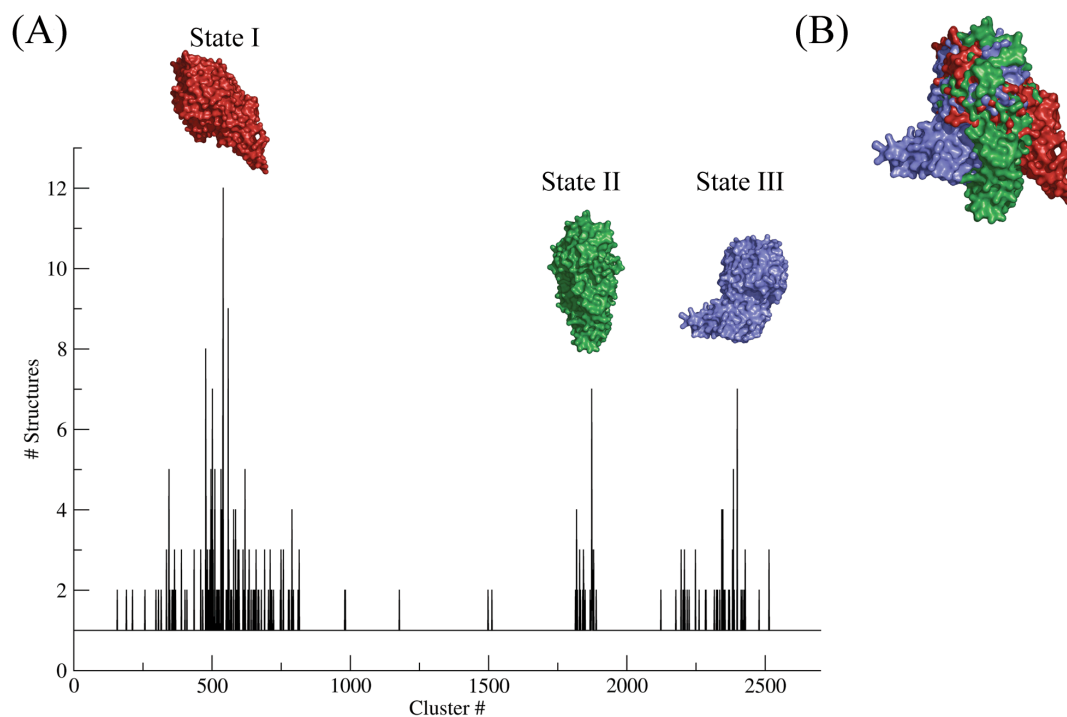 (A)
State I
(B)
State II
State III
# Structures
12
10
8
6
4
2
0
0
500
1000
1500
2000
2500
Cluster #